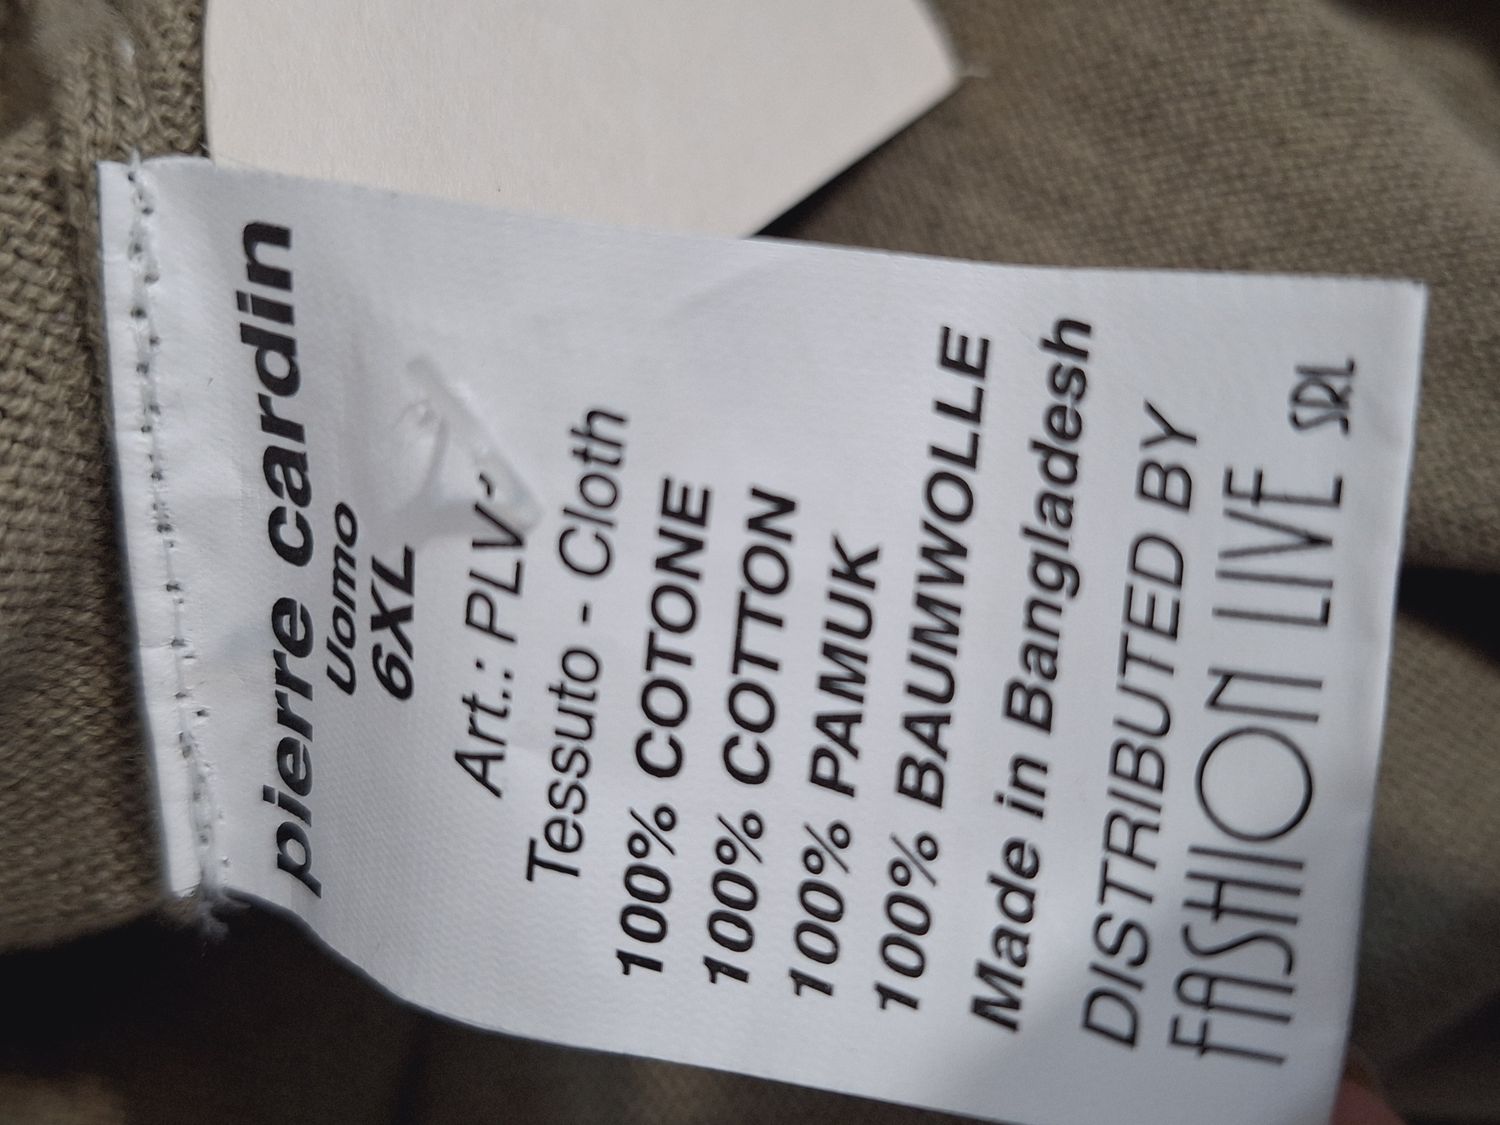 pierre cardin
Uomo
6XL
Art.: PLV
Tessuto - Cloth
100% COTONE
100% COTTON
100% PAMUK
100% BAUMWOLLE
Made in Bangladesh
DISTRIBUTED BY
FASHION LIVE SRL